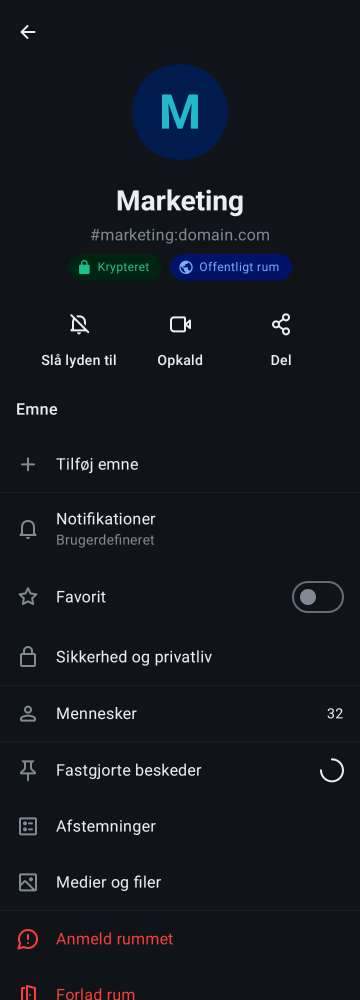 M
Marketing
#marketing:domain.com
Krypteret
Offentligt rum
Slå lyden til
Opkald
Del
Emne
Tilføj emne
Notifikationer
Brugerdefineret
Favorit
Sikkerhed og privatliv
Mennesker 32
Fastgjorte beskeder
Afstemninger
Medier og filer
Anmeld rummet
Forlad rum